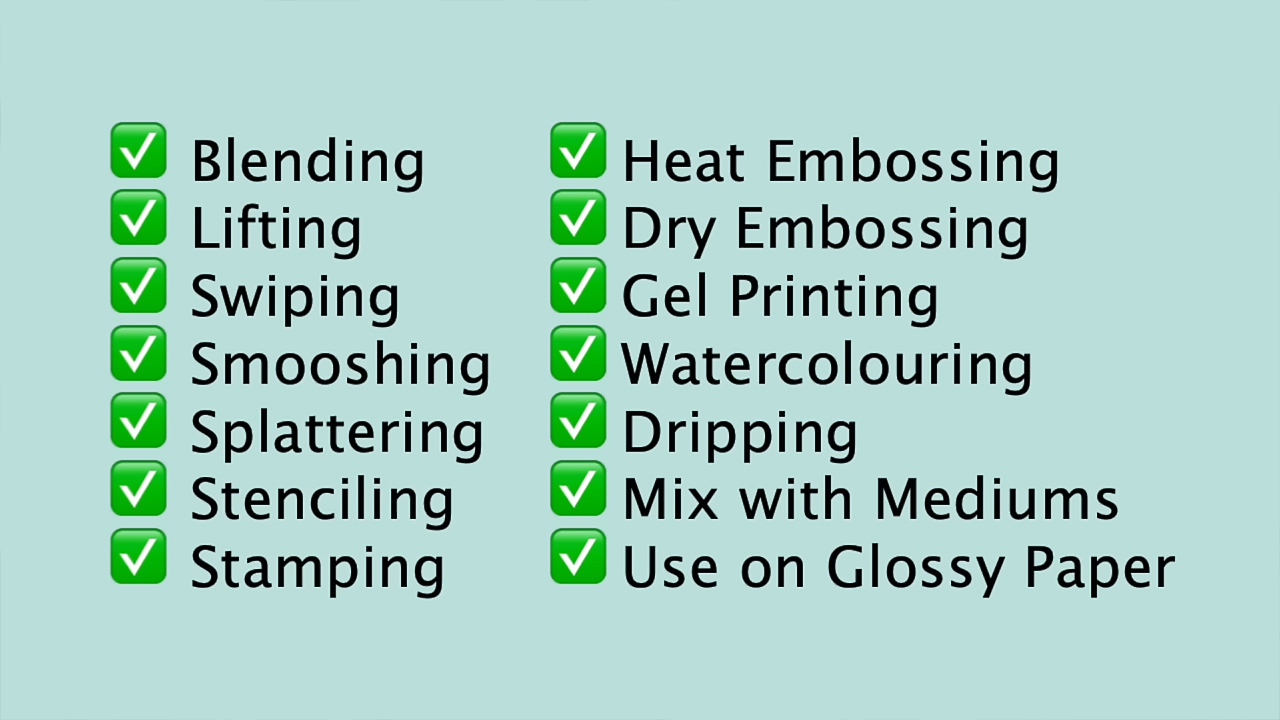 ✅ Blending
✅ Lifting
✅ Swiping
✅ Smooshing
✅ Splattering
✅ Stenciling
✅ Stamping
✅ Heat Embossing
✅ Dry Embossing
✅ Gel Printing
✅ Watercolouring
✅ Dripping
✅ Mix with Mediums
✅ Use on Glossy Paper